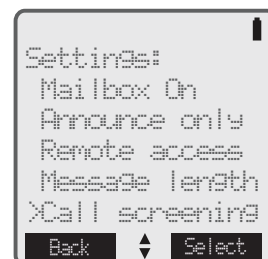 Settings:
Mailbox On
Announce only
Remote access
Message length
Call screening
Back Select